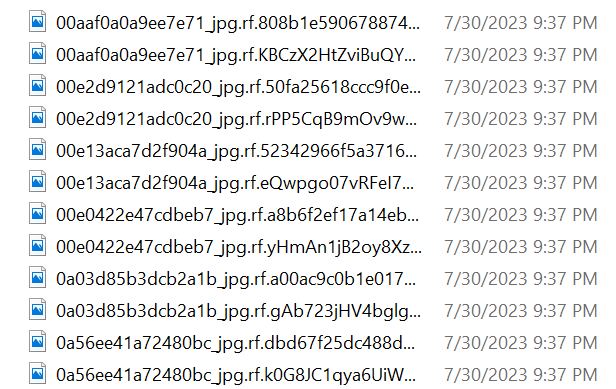 00aaf0a0a9ee7e71_jpg.rf.808b1e590678874... 7/30/2023 9:37 PM
00aaf0a0a9ee7e71_jpg.rf.KBCzX2HtZviBuQY... 7/30/2023 9:37 PM
00e2d9121adc0c20_jpg.rf.50fa25618ccc9f0e... 7/30/2023 9:37 PM
00e2d9121adc0c20_jpg.rf.rPP5CqB9mOv9w... 7/30/2023 9:37 PM
00e13aca7d2f904a_jpg.rf.52342966f5a3716... 7/30/2023 9:37 PM
00e13aca7d2f904a_jpg.rf.eQwpgo07vRFeI7... 7/30/2023 9:37 PM
00e0422e47cdbeb7_jpg.rf.a8b6f2ef17a14eb... 7/30/2023 9:37 PM
00e0422e47cdbeb7_jpg.rf.yHmAn1jB2oy8Xz... 7/30/2023 9:37 PM
0a03d85b3dcb2a1b_jpg.rf.a00ac9c0b1e017... 7/30/2023 9:37 PM
0a03d85b3dcb2a1b_jpg.rf.gAb723jHV4bglg... 7/30/2023 9:37 PM
0a56ee41a72480bc_jpg.rf.dbd67f25dc488d... 7/30/2023 9:37 PM
0a56ee41a72480bc_jpg.rf.k0G8JC1qya6UiW... 7/30/2023 9:37 PM